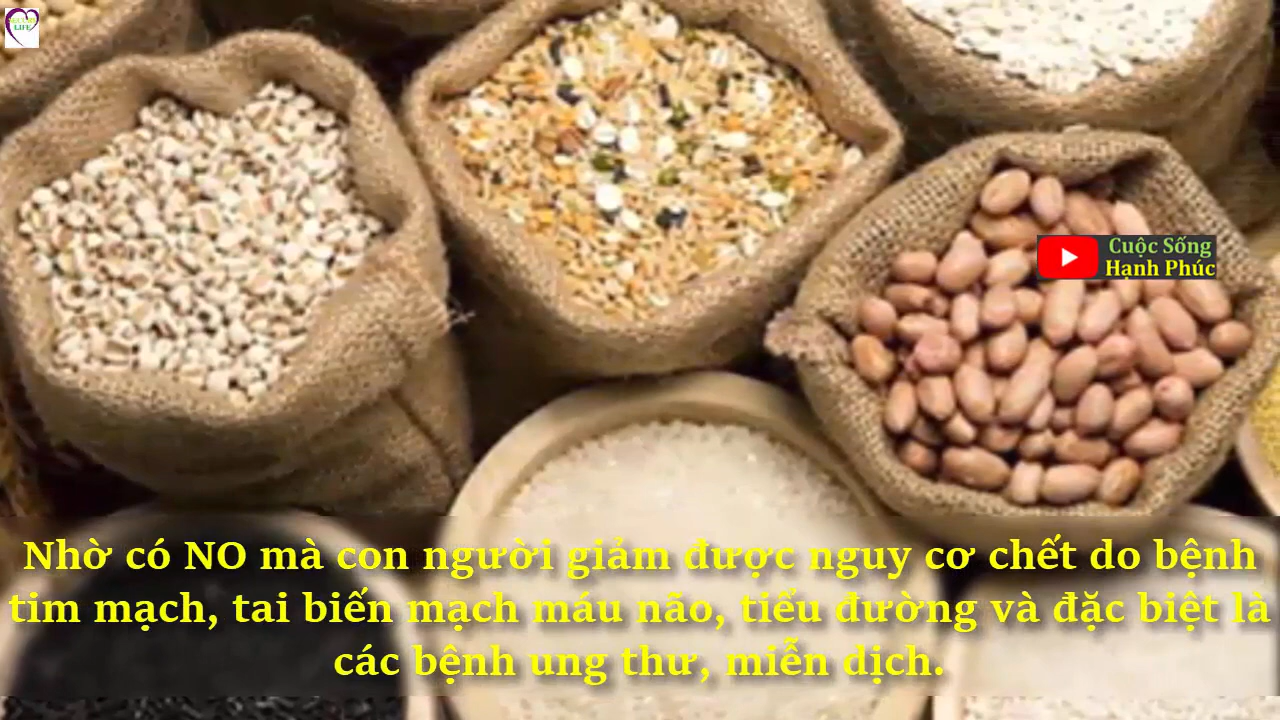 Cuộc Sống
Hạnh Phúc
Nhờ có NO mà con người giảm được nguy cơ chết do bệnh
tim mạch, tai biến mạch máu não, tiểu đường và đặc biệt là
các bệnh ung thư, miễn dịch.